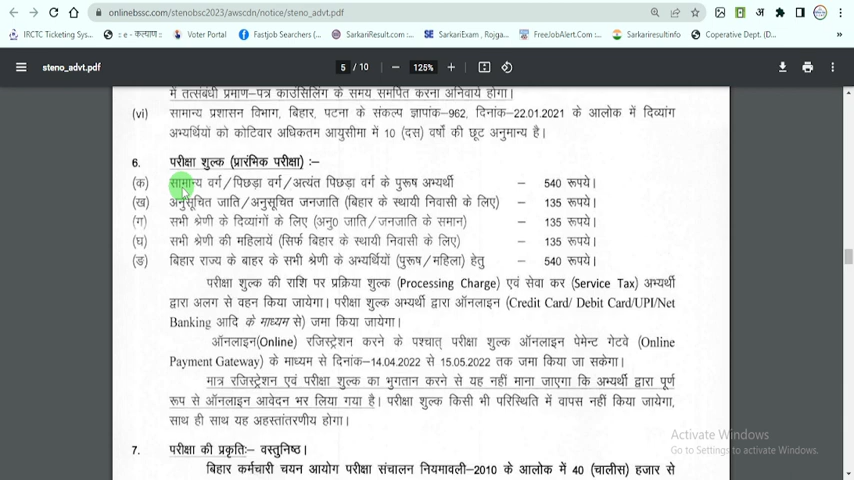 onlinebssc.com/stenobsc2023/awscdn/notice/steno_advt.pdf
IRCTC Ticketing Sys... :: e - कल्याण :: Voter Portal Fastjob Searchers (... SarkariResult.com :... SarkariExam , Rojga... FreeJobAlert.Com :... Sarkariresultinfo Coperative Dept. (D... »
steno_advt.pdf 5 / 10 − 125% +
में तत्संबंधी प्रमाण–पत्र काउंसिलिंग के समय समर्पित करना अनिवार्य होगा।
(vi) सामान्य प्रशासन विभाग, बिहार, पटना के संकल्प ज्ञापांक-962, दिनांक-22.01.2021 के आलोक में दिव्यांग
अभ्यर्थियों को कोटिवार अधिकतम आयुसीमा में 10 (दस) वर्षो की छूट अनुमान्य है।
6. परीक्षा शुल्क (प्रारंभिक परीक्षा) :–
(क) सामान्य वर्ग/पिछड़ा वर्ग/अत्यंत पिछड़ा वर्ग के पुरूष अभ्यर्थी – 540 रूपये।
(ख) अनुसूचित जाति/अनुसूचित जनजाति (बिहार के स्थायी निवासी के लिए) – 135 रूपये।
(ग) सभी श्रेणी के दिव्यांगों के लिए (अनु0 जाति/जनजाति के समान) – 135 रूपये।
(घ) सभी श्रेणी की महिलायें (सिर्फ बिहार के स्थायी निवासी के लिए) – 135 रूपये।
(ङ) बिहार राज्य के बाहर के सभी श्रेणी के अभ्यर्थियों (पुरूष/महिला) हेतु – 540 रूपये।
परीक्षा शुल्क की राशि पर प्रक्रिया शुल्क (Processing Charge) एवं सेवा कर (Service Tax) अभ्यर्थी
द्वारा अलग से वहन किया जायेगा। परीक्षा शुल्क अभ्यर्थी द्वारा ऑनलाइन (Credit Card/ Debit Card/UPI/Net
Banking आदि के माध्यम से) जमा किया जायेगा।
ऑनलाइन(Online) रजिस्ट्रेशन करने के पश्चात् परीक्षा शुल्क ऑनलाइन पेमेन्ट गेटवे (Online
Payment Gateway) के माध्यम से दिनांक–14.04.2022 से 15.05.2022 तक जमा किया जा सकेगा।
मात्र रजिस्ट्रेशन एवं परीक्षा शुल्क का भुगतान करने से यह नहीं माना जाएगा कि अभ्यर्थी द्वारा पूर्ण
रूप से ऑनलाइन आवेदन भर लिया गया है। परीक्षा शुल्क किसी भी परिस्थिति में वापस नहीं किया जायेगा,
साथ ही साथ यह अहस्तांतरणीय होगा।
7. परीक्षा की प्रकृतिः– वस्तुनिष्ठ।
बिहार कर्मचारी चयन आयोग परीक्षा संचालन नियमावली–2010 के आलोक में 40 (चालीस) हजार से
Activate Windows
Go to Settings to activate Windows.